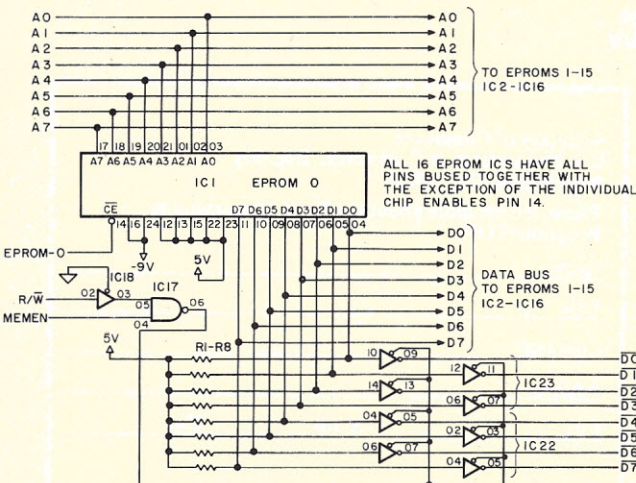 A0 A0
A1 A1
A2 A2
A3 A3
A4 A4
A5 A5
A6 A6
A7 A7
TO EPROMS 1-15
IC2-IC16
17 18 19 20 21 01 02 03
A7 A6 A5 A4 A3 A2 A1 A0
IC1 EPROM 0
CE D7 D6 D5 D4 D3 D2 D1 D0
14 16 24 12 13 15 22 23 11 10 09 08 07 06 05 04
ALL 16 EPROM ICS HAVE ALL
PINS BUSED TOGETHER WITH
THE EXCEPTION OF THE INDIVIDUAL
CHIP ENABLES PIN 14.
EPROM-0
-9V
5V
D0
D1
D2
D3
D4
D5
D6
D7
DATA BUS
TO EPROMS 1-15
IC2-IC16
IC18
IC17
R/W 02 03 05 06
MEMEN 04
5V
R1-R8
10 09 D0
12 11 D1
IC23
14 13 D2
06 07 D3
04 05 D4
02 03 D5
IC22
06 07 D6
04 05 D7